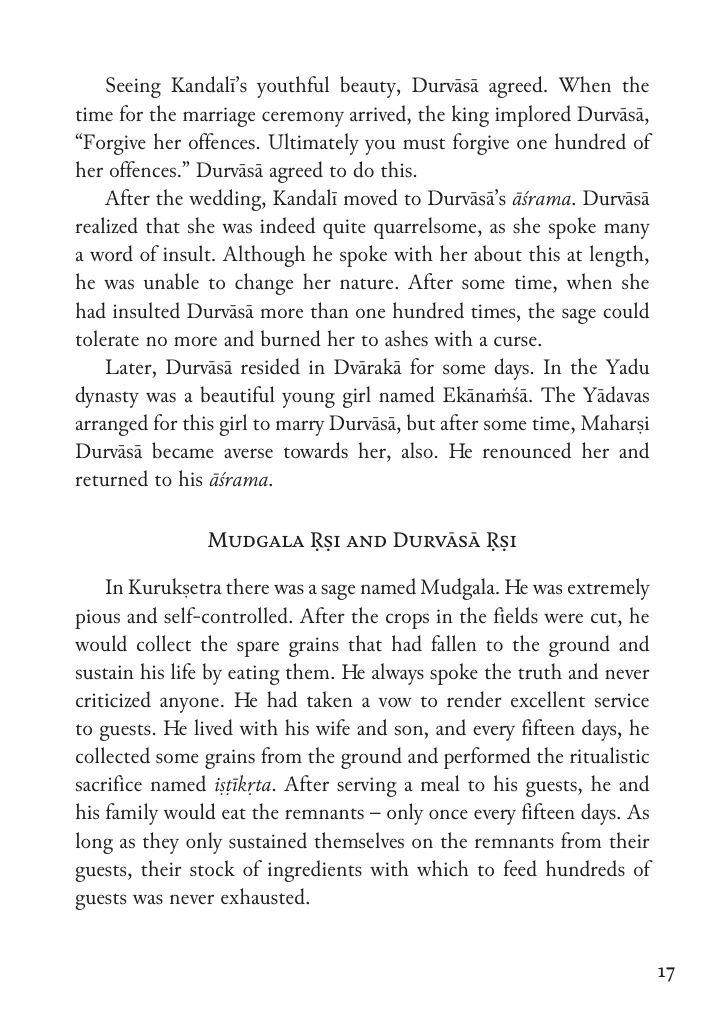 Seeing Kandalī’s youthful beauty, Durvāsā agreed. When the
time for the marriage ceremony arrived, the king implored Durvāsā,
“Forgive her offences. Ultimately you must forgive one hundred of
her offences.” Durvāsā agreed to do this.
After the wedding, Kandalī moved to Durvāsā’s āśrama. Durvāsā
realized that she was indeed quite quarrelsome, as she spoke many
a word of insult. Although he spoke with her about this at length,
he was unable to change her nature. After some time, when she
had insulted Durvāsā more than one hundred times, the sage could
tolerate no more and burned her to ashes with a curse.
Later, Durvāsā resided in Dvārakā for some days. In the Yadu
dynasty was a beautiful young girl named Ekānaṁśā. The Yādavas
arranged for this girl to marry Durvāsā, but after some time, Maharṣi
Durvāsā became averse towards her, also. He renounced her and
returned to his āśrama.
Mudgala Ṛṣi and Durvāsā Ṛṣi
In Kurukṣetra there was a sage named Mudgala. He was extremely
pious and self-controlled. After the crops in the fields were cut, he
would collect the spare grains that had fallen to the ground and
sustain his life by eating them. He always spoke the truth and never
criticized anyone. He had taken a vow to render excellent service
to guests. He lived with his wife and son, and every fifteen days, he
collected some grains from the ground and performed the ritualistic
sacrifice named iṣṭīkṛta. After serving a meal to his guests, he and
his family would eat the remnants – only once every fifteen days. As
long as they only sustained themselves on the remnants from their
guests, their stock of ingredients with which to feed hundreds of
guests was never exhausted.
17